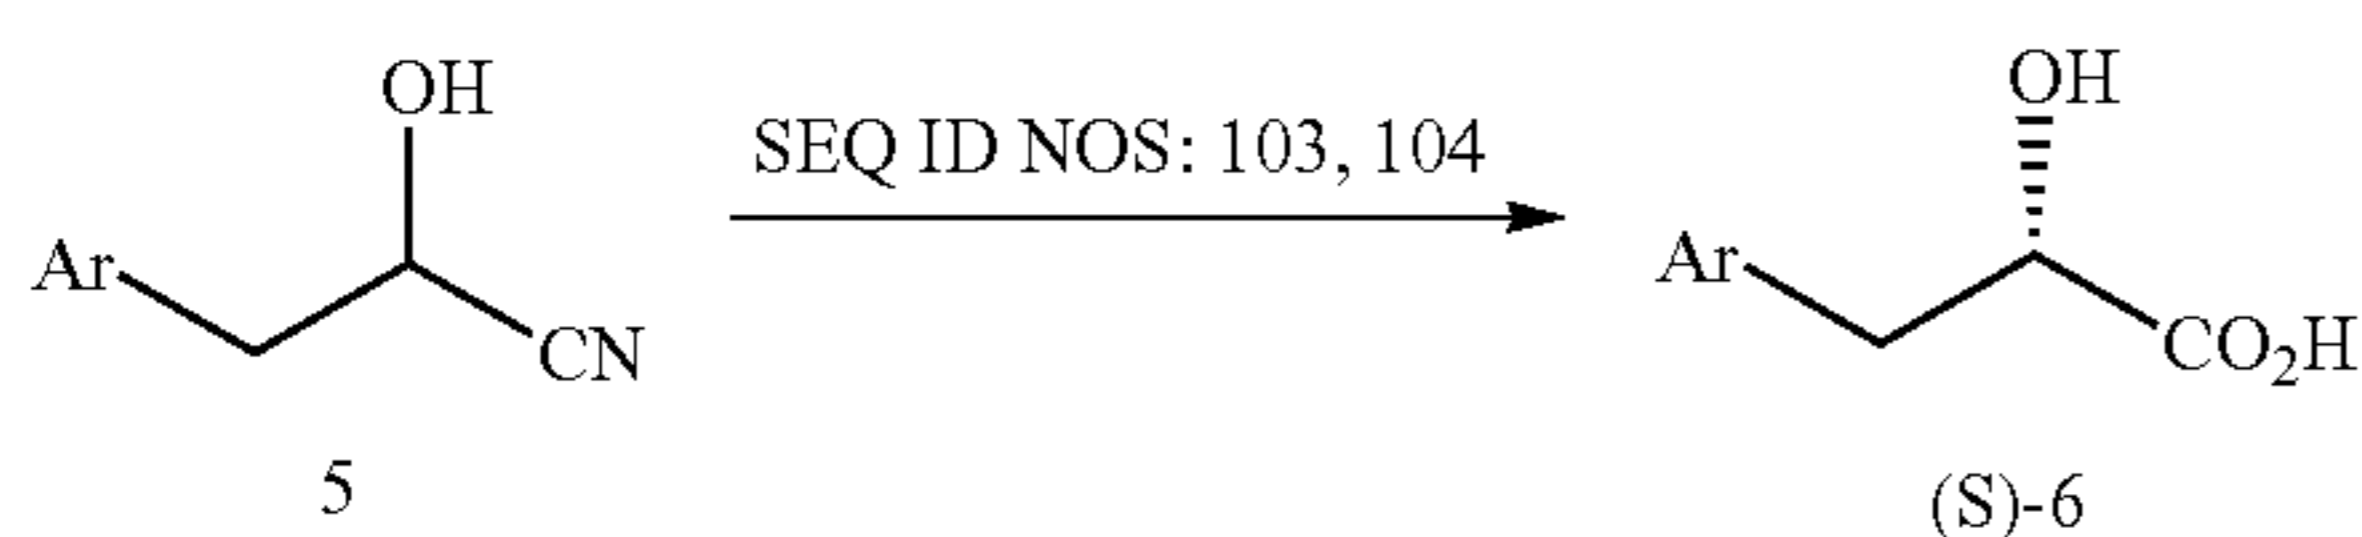 OH
SEQ ID NOS: 103, 104
Ar
CN
5
OH
Ar
CO₂H
(S)-6